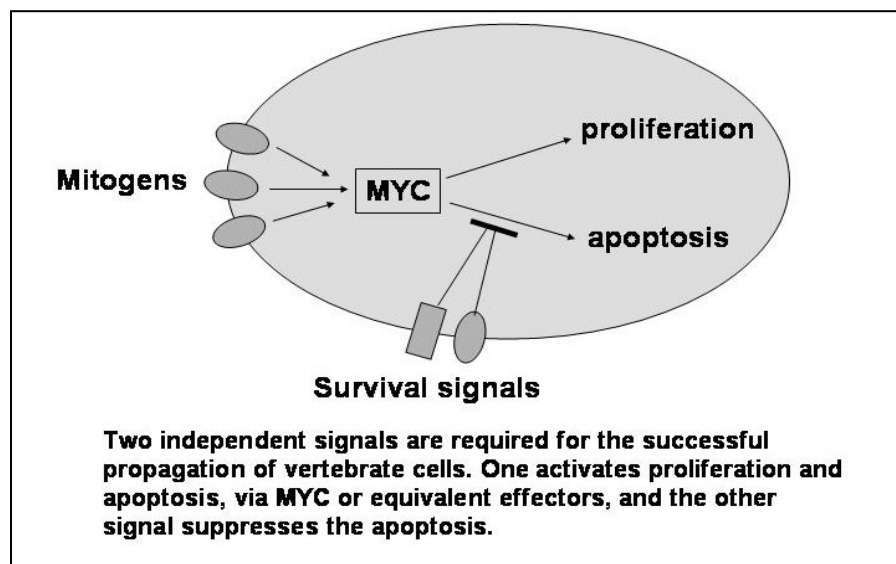 proliferation
Mitogens
MYC
apoptosis
Survival signals
Two independent signals are required for the successful
propagation of vertebrate cells. One activates proliferation and
apoptosis, via MYC or equivalent effectors, and the other
signal suppresses the apoptosis.